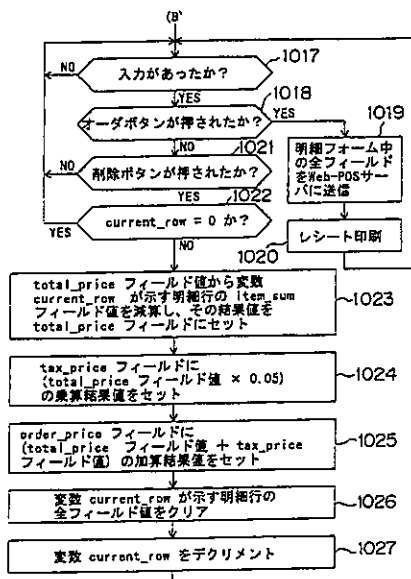 (B'
1017
NO
入力があったか？
YES
1018
オーダボタンが押されたか？
YES
1019
NO
1021
明細フォーム中
の全フィールド
をWeb-POSサー
バに送信
NO
削除ボタンが押されたか？
YES
1022
current_row = 0 か？
YES
NO
レシート印刷
1020
total_price フィールド値から変数
current_row が示す明細行の item_sum
フィールド値を減算し、その結果値を
total_price フィールドにセット
1023
tax_price フィールドに
(total_price フィールド値 × 0.05)
の乗算結果値をセット
1024
order_price フィールドに
(total_price フィールド値 + tax_price
フィールド値) の加算結果値をセット
1025
変数 current_row が示す明細行の
全フィールド値をクリア
1026
変数 current_row をデクリメント
1027